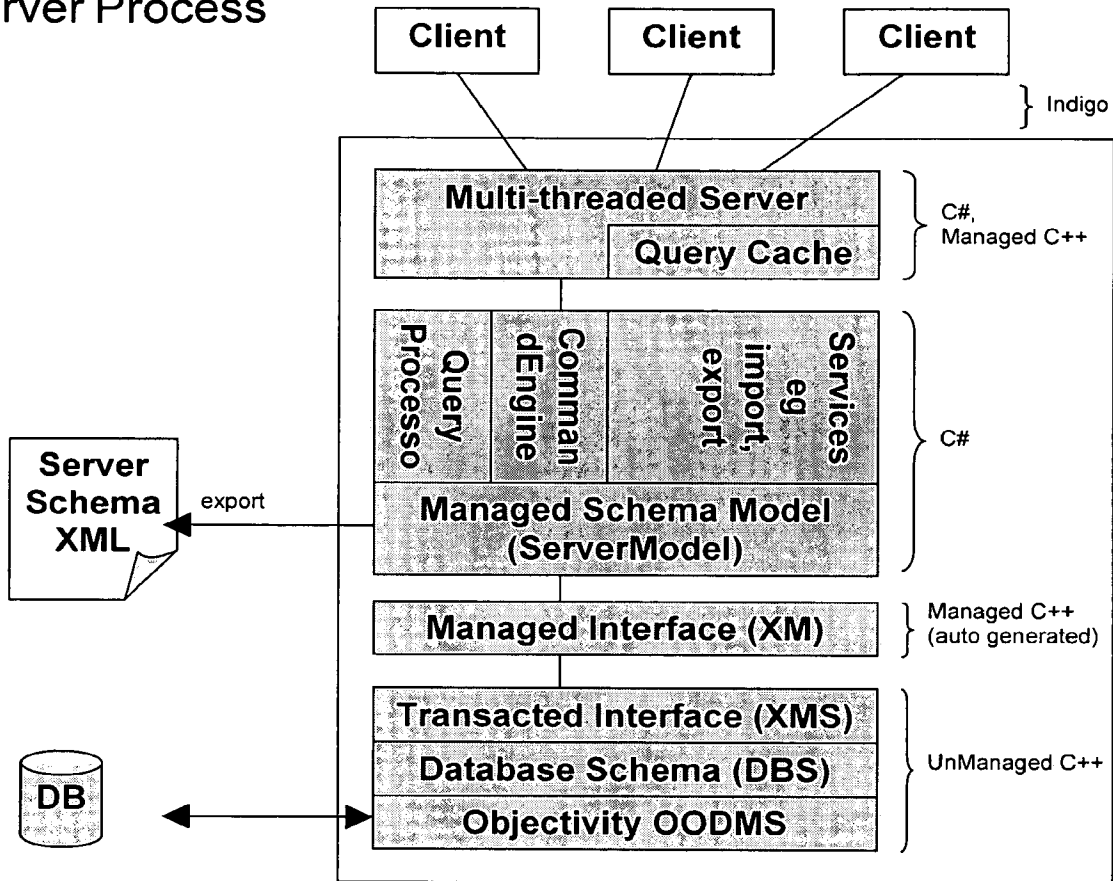 rver Process
Client
Client
Client
Indigo
Multi-threaded Server
Query Cache
C#,
Managed C++
Query
Processo
Comman
dEngine
Services
eg
import,
export
C#
Server
Schema
XML
export
Managed Schema Model
(ServerModel)
Managed Interface (XM)
Managed C++
(auto generated)
Transacted Interface (XMS)
Database Schema (DBS)
Objectivity OODMS
UnManaged C++
DB